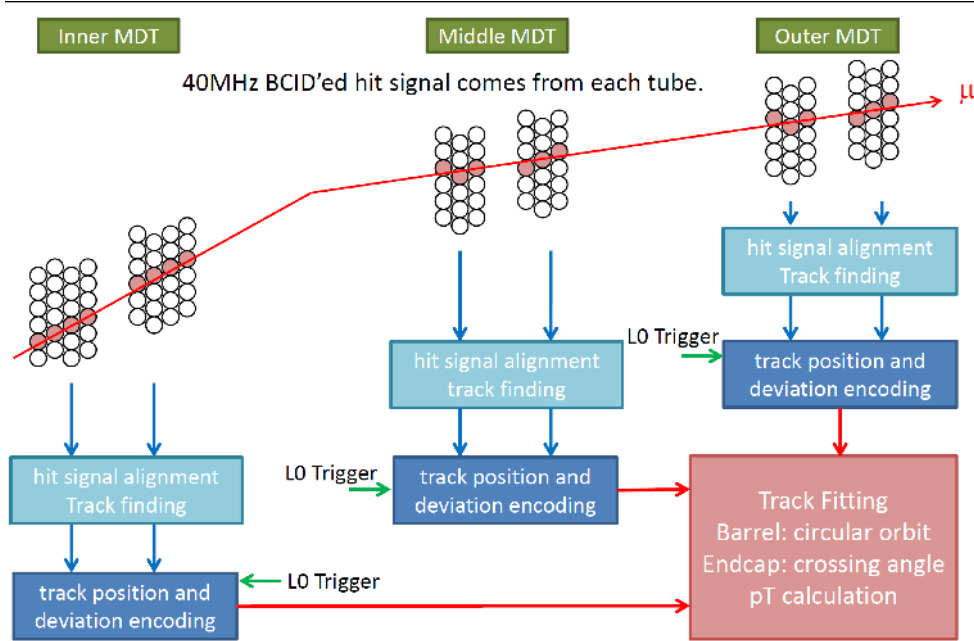 Inner MDT
Middle MDT
Outer MDT
40MHz BCID'ed hit signal comes from each tube.
μ
hit signal alignment
Track finding
L0 Trigger
track position and
deviation encoding
hit signal alignment
track finding
L0 Trigger
track position and
deviation encoding
hit signal alignment
Track finding
L0 Trigger
track position and
deviation encoding
Track Fitting
Barrel: circular orbit
Endcap: crossing angle
pT calculation